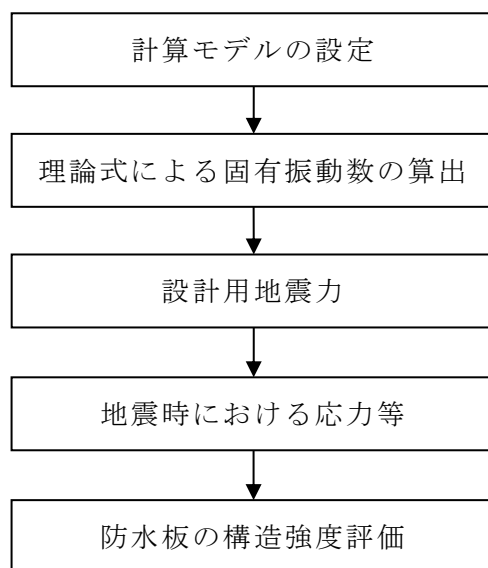 計算モデルの設定
理論式による固有振動数の算出
設計用地震力
地震時における応力等
防水板の構造強度評価